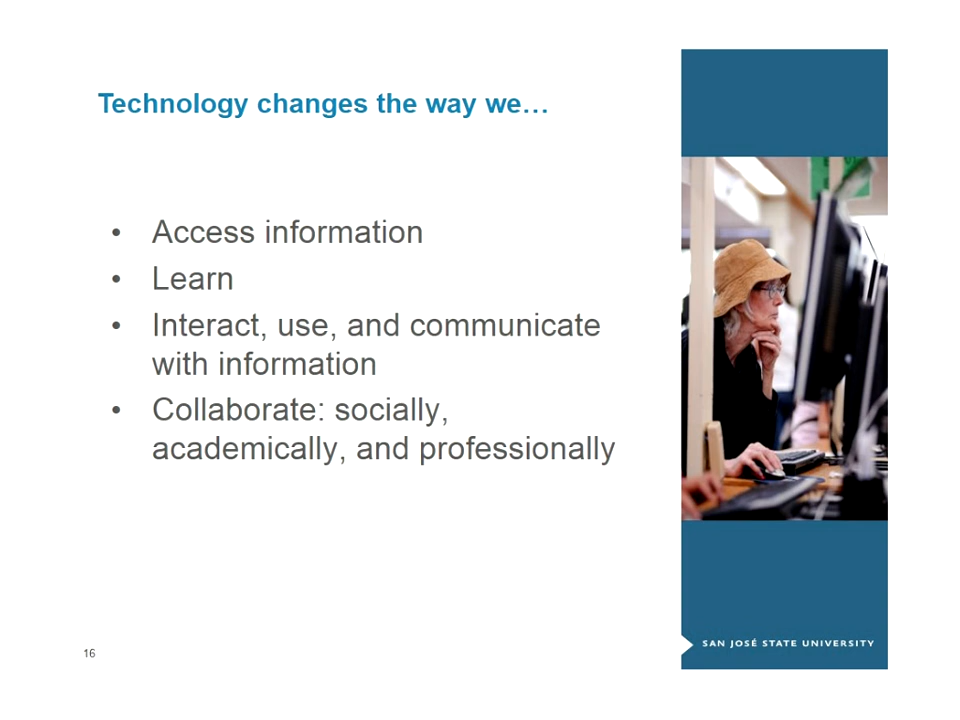 Technology changes the way we…
• Access information
• Learn
• Interact, use, and communicate
with information
• Collaborate: socially,
academically, and professionally
16
SAN JOSÉ STATE UNIVERSITY